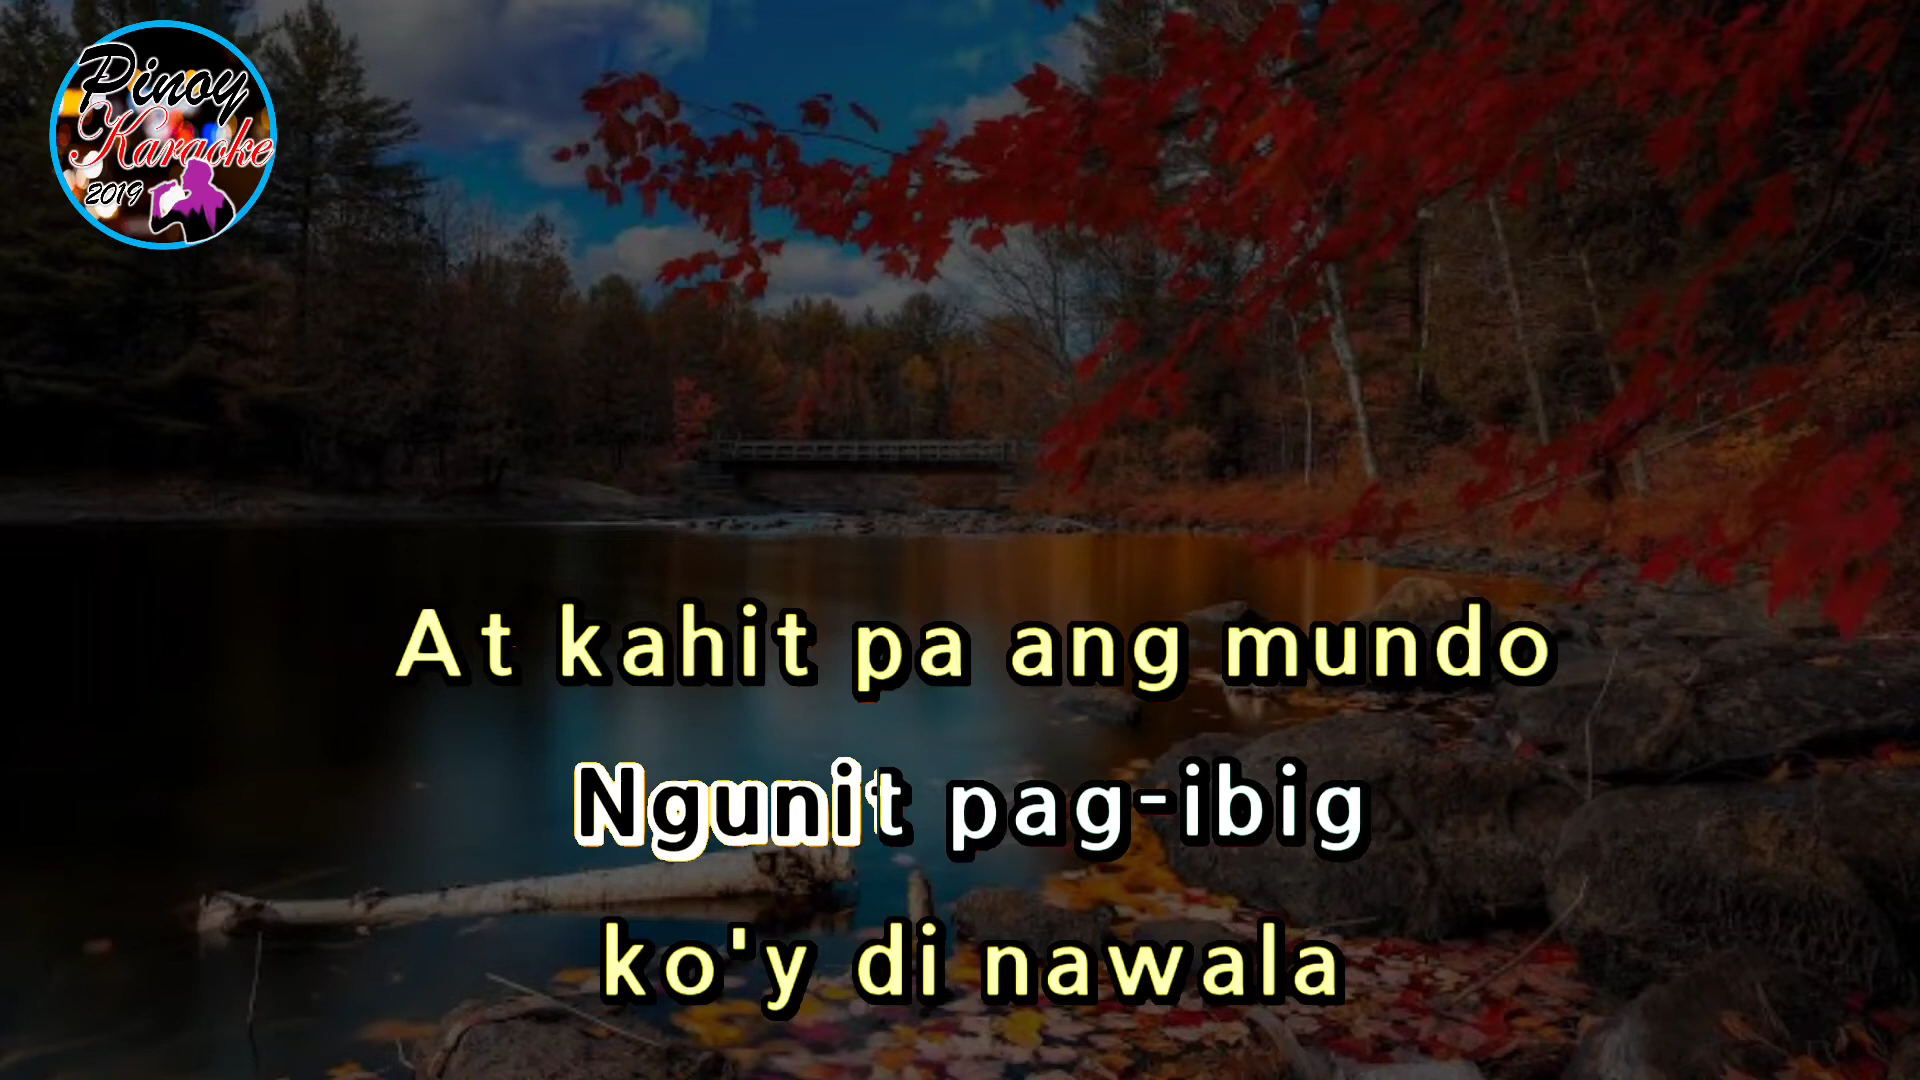 Pinoy
Karaoke
2019
At kahit pa ang mundo
Ngunit pag-ibig
ko'y di nawala